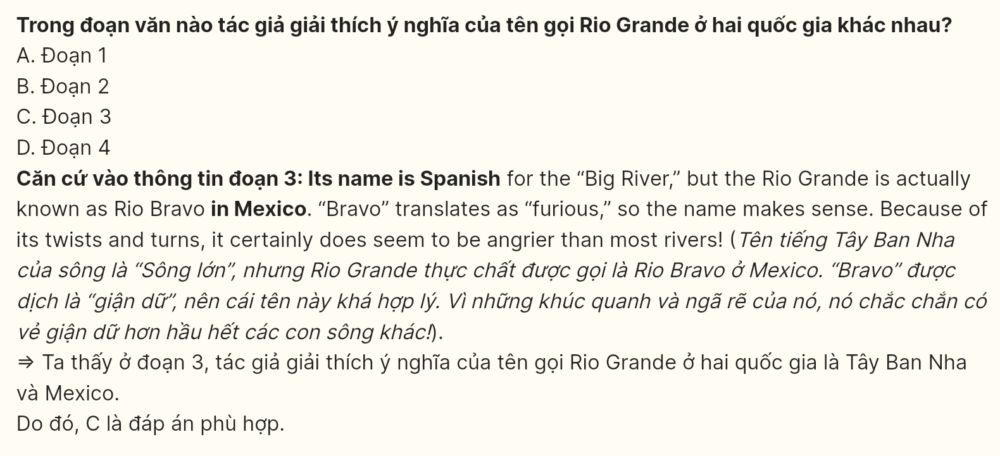 Trong đoạn văn nào tác giả giải thích ý nghĩa của tên gọi Rio Grande ở hai quốc gia khác nhau?
A. Đoạn 1
B. Đoạn 2
C. Đoạn 3
D. Đoạn 4
Căn cứ vào thông tin đoạn 3: Its name is Spanish for the “Big River,” but the Rio Grande is actually
known as Rio Bravo in Mexico. “Bravo” translates as “furious,” so the name makes sense. Because of
its twists and turns, it certainly does seem to be angrier than most rivers! (Tên tiếng Tây Ban Nha
của sông là “Sông lớn”, nhưng Rio Grande thực chất được gọi là Rio Bravo ở Mexico. “Bravo” được
dịch là “giận dữ”, nên cái tên này khá hợp lý. Vì những khúc quanh và ngã rẽ của nó, nó chắc chắn có
vẻ giận dữ hơn hầu hết các con sông khác!).
⇒ Ta thấy ở đoạn 3, tác giả giải thích ý nghĩa của tên gọi Rio Grande ở hai quốc gia là Tây Ban Nha
và Mexico.
Do đó, C là đáp án phù hợp.